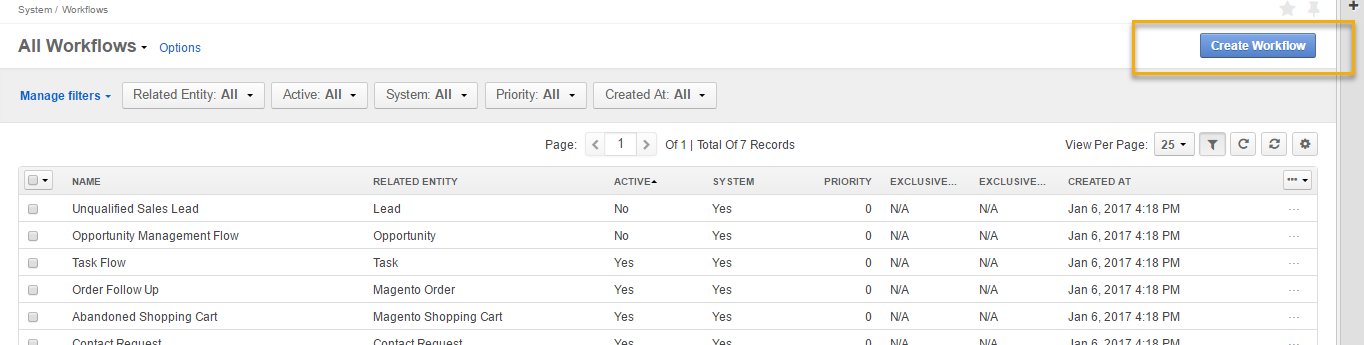 System / Workflows
All Workflows Options
Create Workflow
Manage filters Related Entity: All Active: All System: All Priority: All Created At: All
Page: 1 Of 1 | Total Of 7 Records View Per Page: 25
NAME RELATED ENTITY ACTIVE SYSTEM PRIORITY EXCLUSIVE... EXCLUSIVE... CREATED AT
Unqualified Sales Lead Lead No Yes 0 N/A N/A Jan 6, 2017 4:18 PM
Opportunity Management Flow Opportunity No Yes 0 N/A N/A Jan 6, 2017 4:18 PM
Task Flow Task Yes Yes 0 N/A N/A Jan 6, 2017 4:18 PM
Order Follow Up Magento Order Yes Yes 0 N/A N/A Jan 6, 2017 4:18 PM
Abandoned Shopping Cart Magento Shopping Cart Yes Yes 0 N/A N/A Jan 6, 2017 4:18 PM
Contact Request Contact Request Yes Yes 0 N/A N/A Jan 6, 2017 4:18 PM